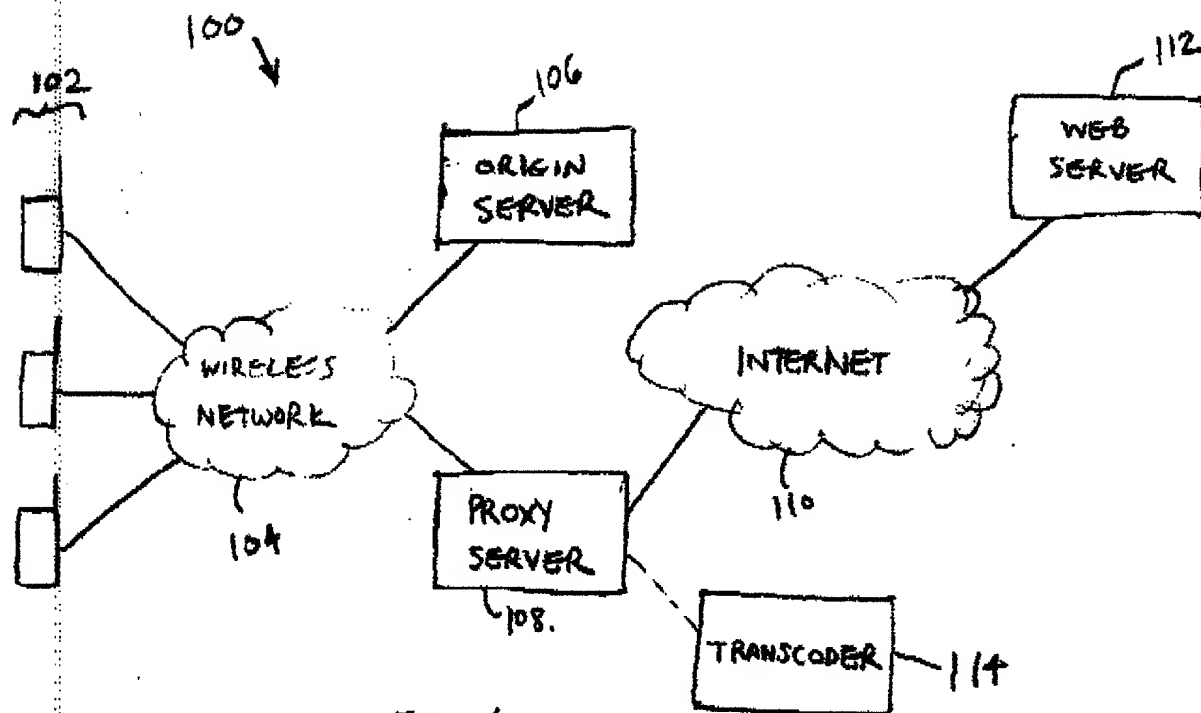 100
102
106
112
ORIGIN
SERVER
WEB
SERVER
WIRELESS
NETWORK
INTERNET
104
PROXY
SERVER
110
108.
TRANSCODER
114